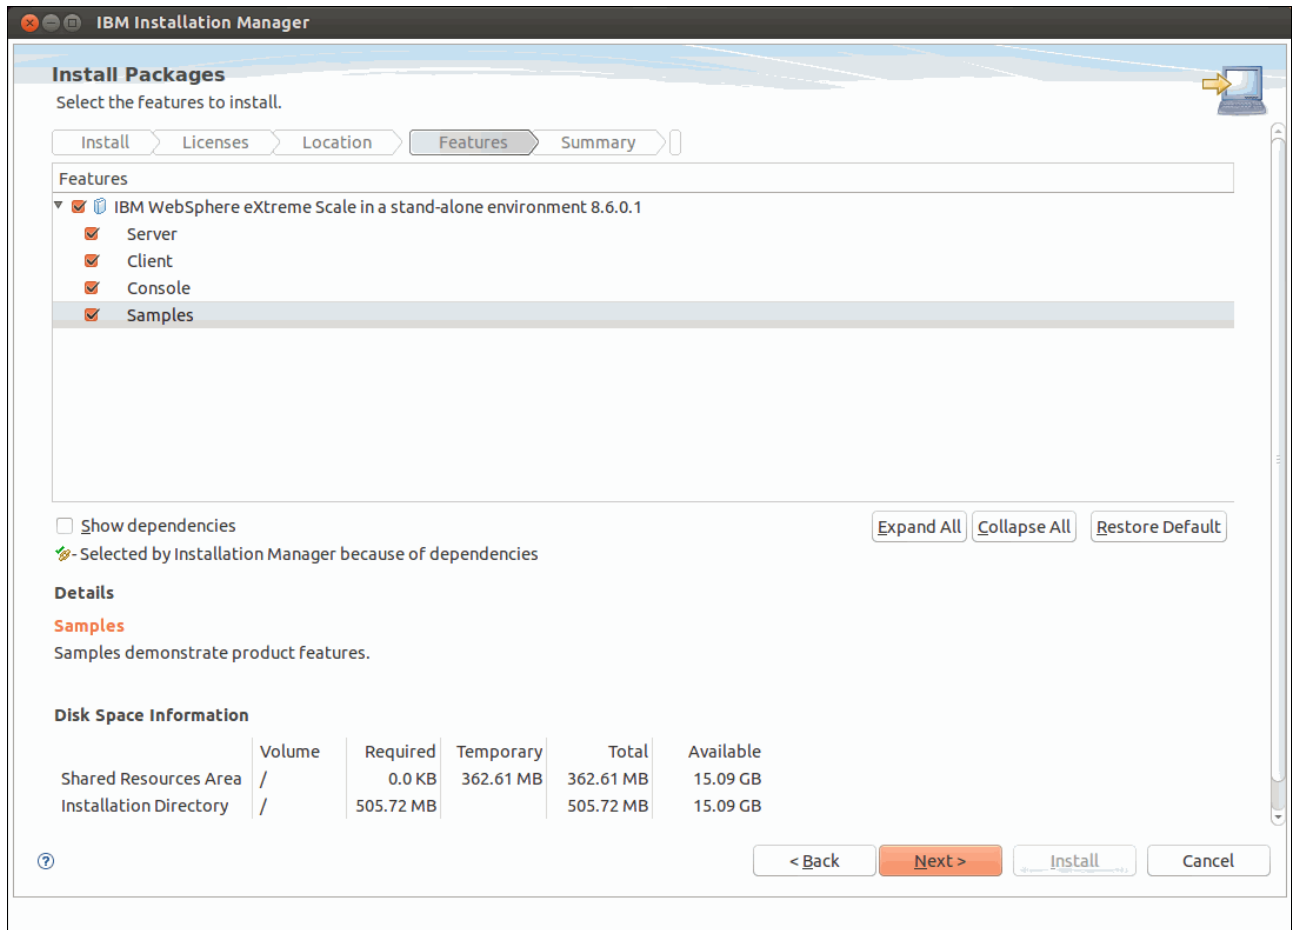 IBM Installation Manager
Install Packages
Select the features to install.
Install Licenses Location Features Summary
Features
IBM WebSphere eXtreme Scale in a stand-alone environment 8.6.0.1
Server
Client
Console
Samples
Show dependencies Expand All Collapse All Restore Default
- Selected by Installation Manager because of dependencies
Details
Samples
Samples demonstrate product features.
Disk Space Information
Volume Required Temporary Total Available
Shared Resources Area / 0.0 KB 362.61 MB 362.61 MB 15.09 GB
Installation Directory / 505.72 MB 505.72 MB 15.09 GB
? < Back Next > Install Cancel